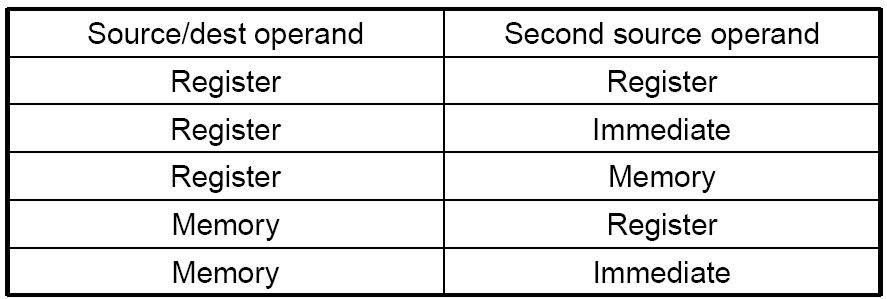 Source/dest operand Second source operand
Register Register
Register Immediate
Register Memory
Memory Register
Memory Immediate